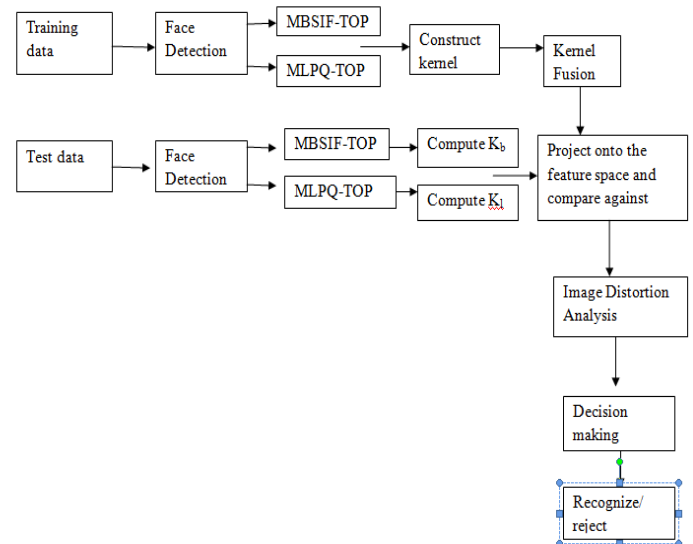 Training
data
Face
Detection
MBSIF-TOP
MLPQ-TOP
Construct
kernel
Kernel
Fusion
Test data
Face
Detection
MBSIF-TOP
MLPQ-TOP
Compute Kb
Compute Kl
Project onto the
feature space and
compare against
Image Distortion
Analysis
Decision
making
Recognize/
reject